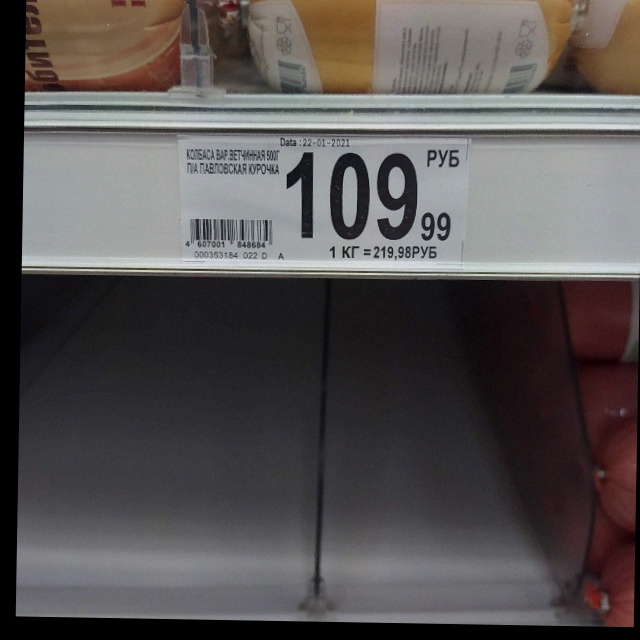 Data : 22-01-2021
КОЛБАСА ВАР.ВЕТЧИННАЯ 500Г
П/А ПАВЛОВСКАЯ КУРОЧКА
109 99 РУБ
4 607001 848684
000353184 022 D A
1 КГ = 219,98РУБ